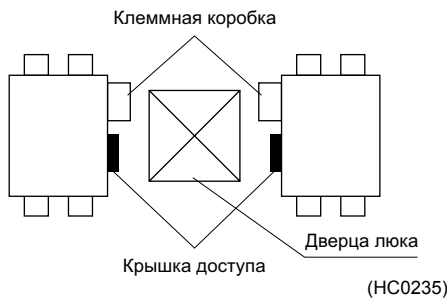 Клеммная коробка
Дверца люка
Крышка доступа
(HC0235)